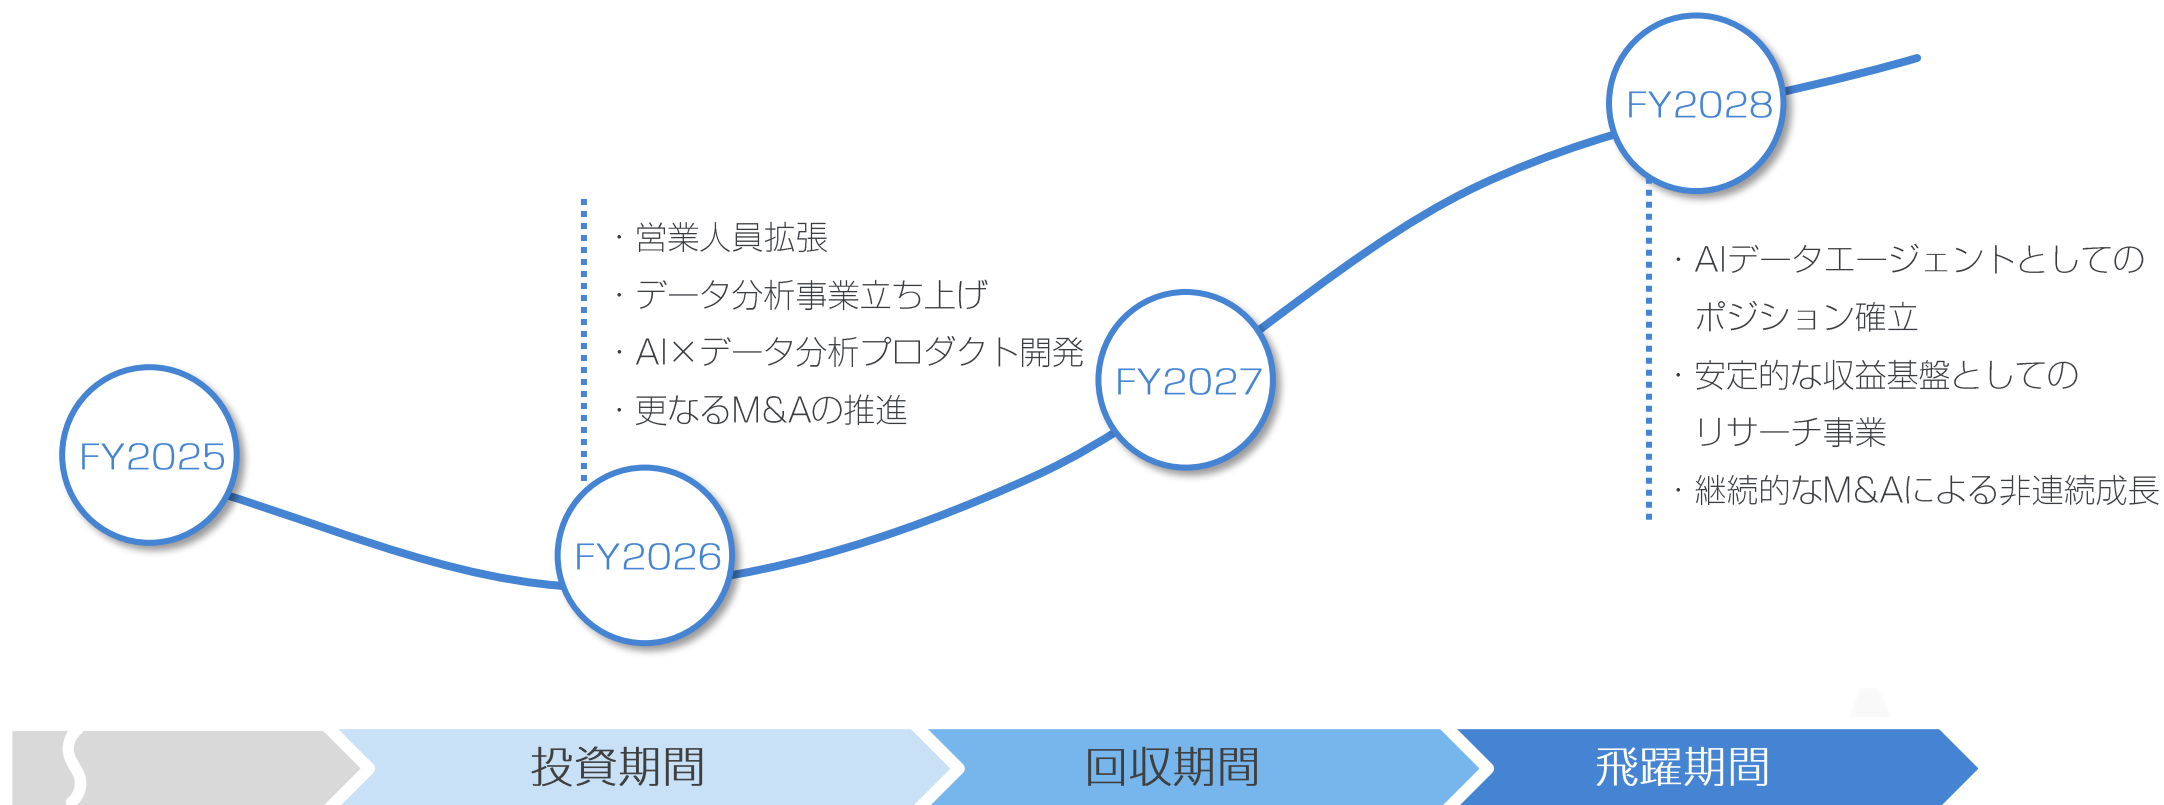 FY2025
FY2026
・営業人員拡張
・データ分析事業立ち上げ
・AI×データ分析プロダクト開発
・更なるM&Aの推進
FY2027
FY2028
・AIデータエージェントとしての
ポジション確立
・安定的な収益基盤としての
リサーチ事業
・継続的なM&Aによる非連続成長
投資期間
回収期間
飛躍期間